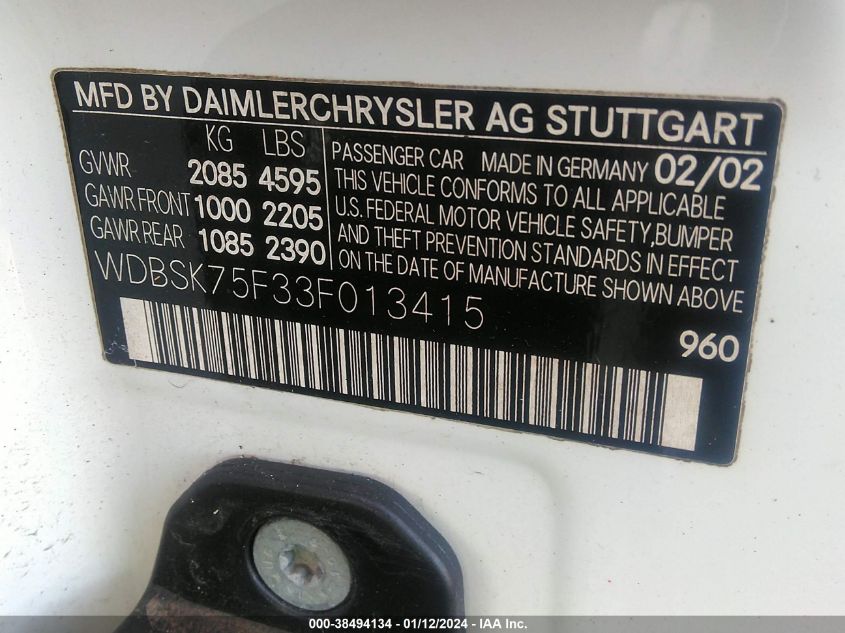 MFD BY DAIMLERCHRYSLER AG STUTTGART
KG LBS
GVWR 2085 4595
GAWR FRONT 1000 2205
GAWR REAR 1085 2390
PASSENGER CAR MADE IN GERMANY 02/02
THIS VEHICLE CONFORMS TO ALL APPLICABLE
U.S. FEDERAL MOTOR VEHICLE SAFETY,BUMPER
AND THEFT PREVENTION STANDARDS IN EFFECT
ON THE DATE OF MANUFACTURE SHOWN ABOVE
WDBSK75F33F013415
960
000-38494134 - 01/12/2024 - IAA Inc.